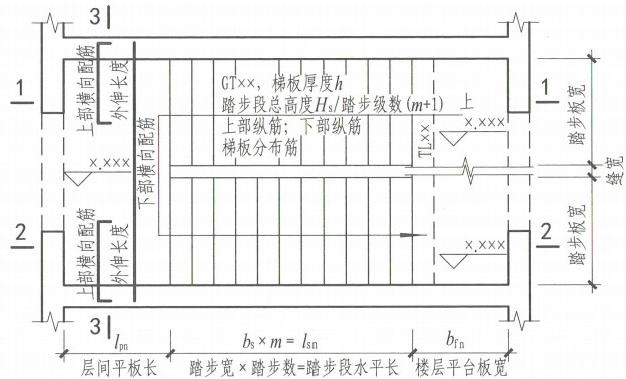 3
上部横向配筋
外伸长度
GT××，梯板厚度h
踏步段总高度Hs/踏步级数(m+1)
上部纵筋；下部纵筋
梯板分布筋
上
1
1
x.xxx
x.xxx
TL××
下部横向配筋
踏步板宽
缝宽
踏步板宽
2
2
上部横向配筋
外伸长度
x.xxx
3
lpn
bs×m=lsn
bfn
层间平板长
踏步宽×踏步数=踏步段水平长
楼层平台板宽